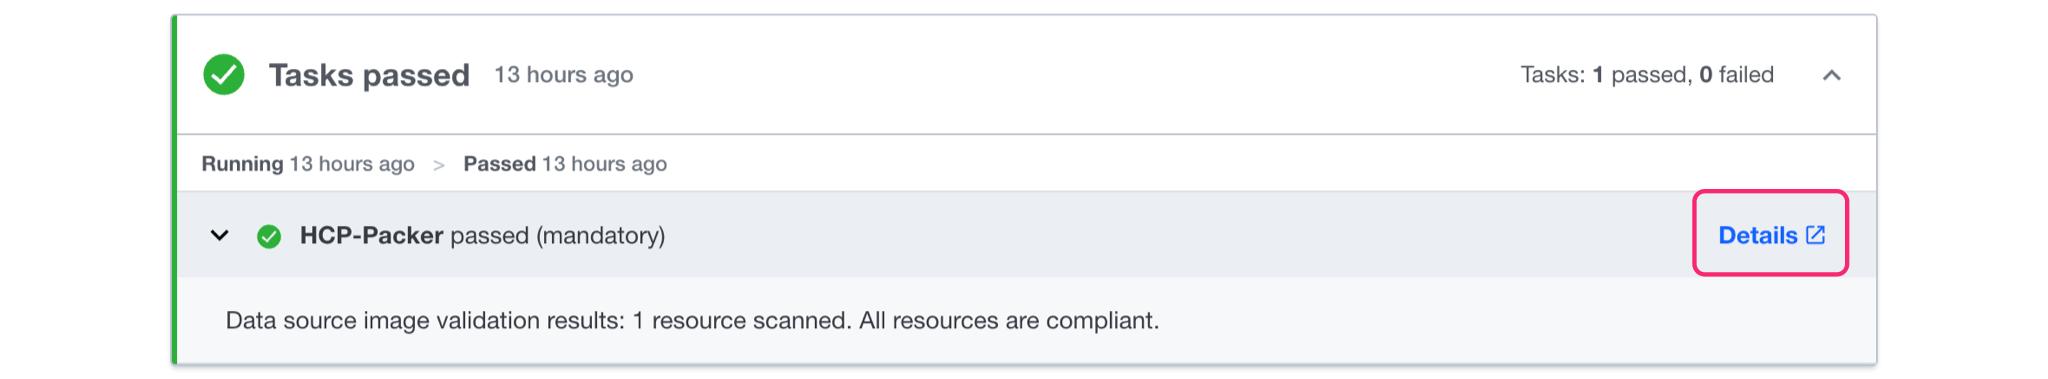 Tasks passed 13 hours ago Tasks: 1 passed, 0 failed
Running 13 hours ago > Passed 13 hours ago
HCP-Packer passed (mandatory) Details
Data source image validation results: 1 resource scanned. All resources are compliant.